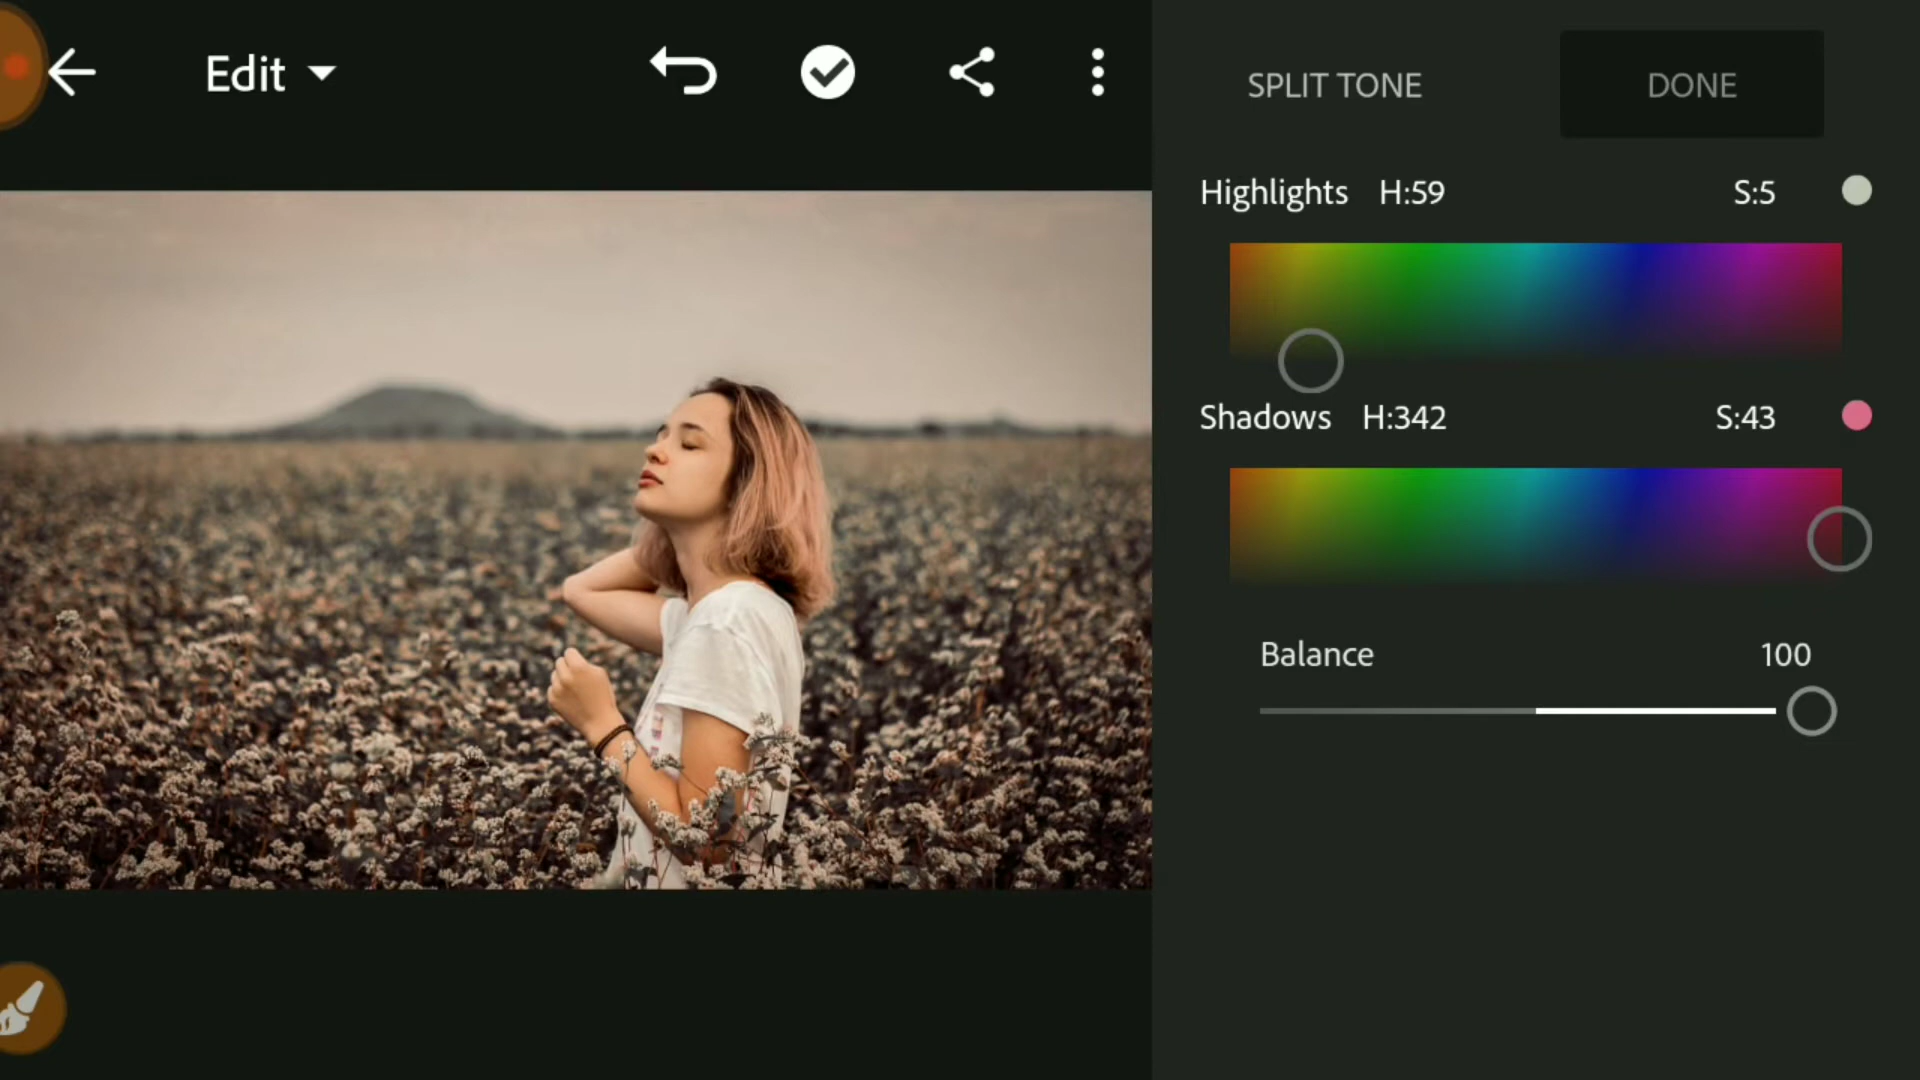 Edit
SPLIT TONE
DONE
Highlights H:59 S:5
Shadows H:342 S:43
Balance 100